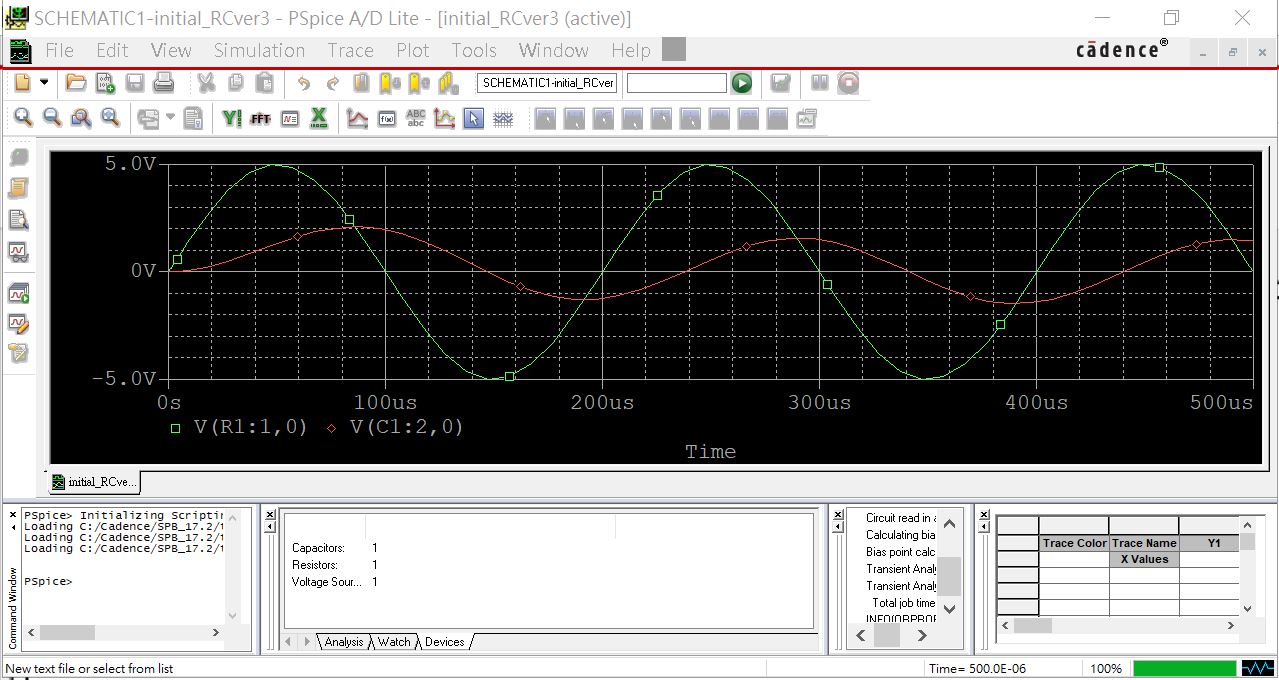 SCHEMATIC1-initial_RCver3 - PSpice A/D Lite - [initial_RCver3 (active)]
File Edit View Simulation Trace Plot Tools Window Help
cādence®
SCHEMATIC1-initial_RCver
FFT
ABC
abc
5.0V
0V
-5.0V
0s 100us 200us 300us 400us 500us
V(R1:1,0) V(C1:2,0)
Time
initial_RCve...
Command Window
PSpice> Initializing Scriptin
Loading C:/Cadence/SPB_17.2/t
Loading C:/Cadence/SPB_17.2/t
Loading C:/Cadence/SPB_17.2/t
PSpice>
Capacitors: 1
Resistors: 1
Voltage Sour... 1
Analysis Watch Devices
Circuit read in a
Calculating bia
Bias point calc
Transient Analy
Transient Analy
Total job time
Trace Color Trace Name Y1
X Values
New text file or select from list
Time= 500.0E-06 100%